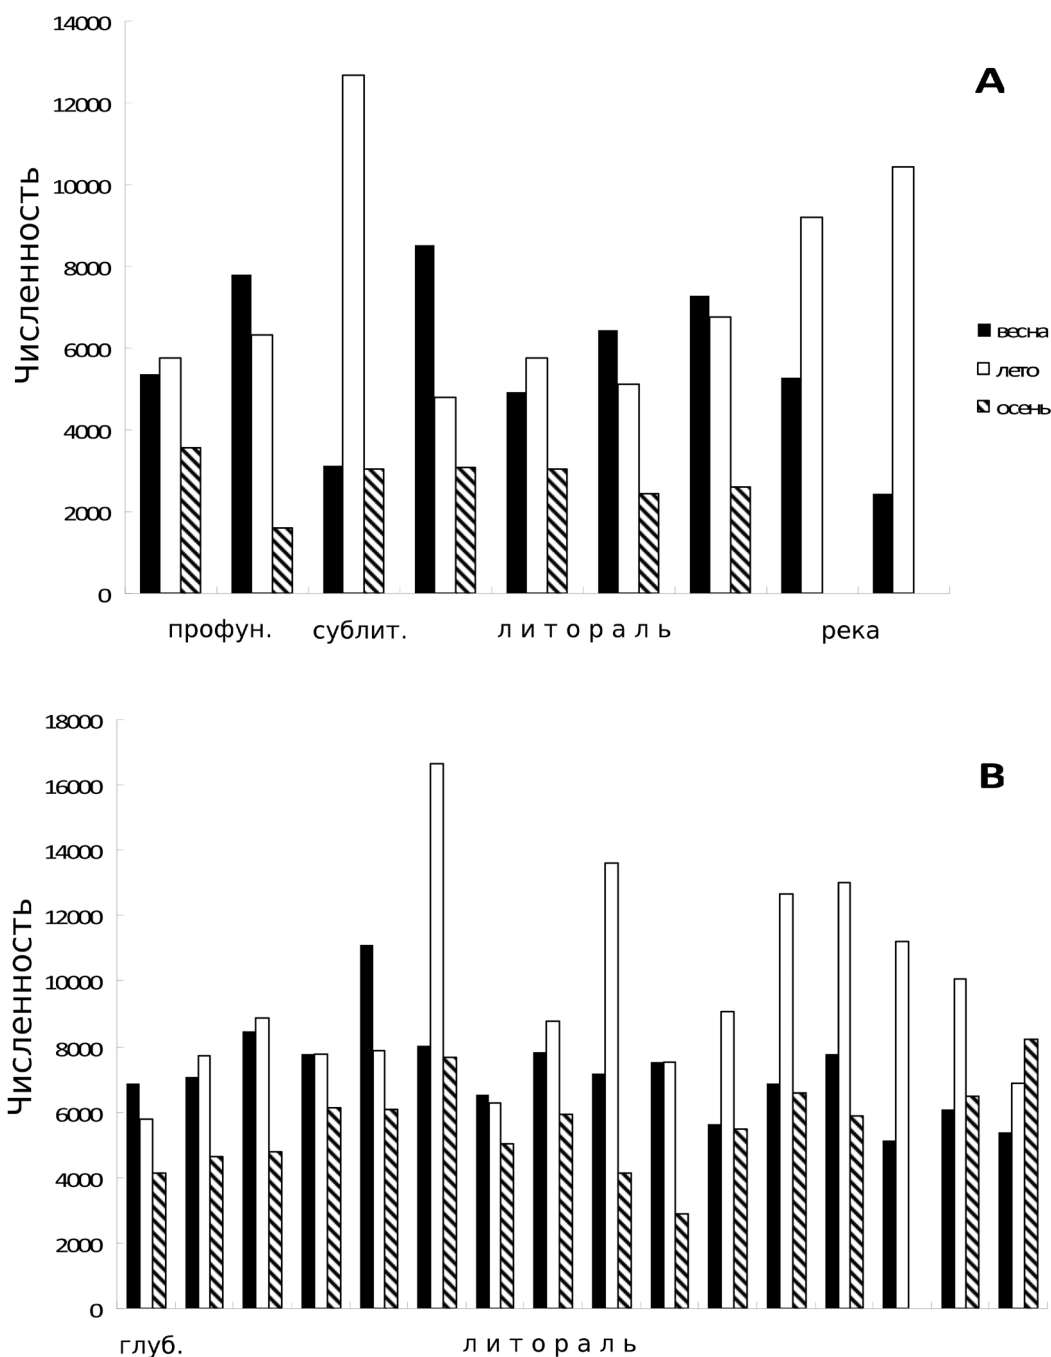 14000
12000
10000
8000
6000
4000
2000
0
Численность
A
весна
лето
осень
профун. сублит. л и т о р а л ь река
18000
16000
14000
12000
10000
8000
6000
4000
2000
0
Численность
B
глуб. л и т о р а л ь